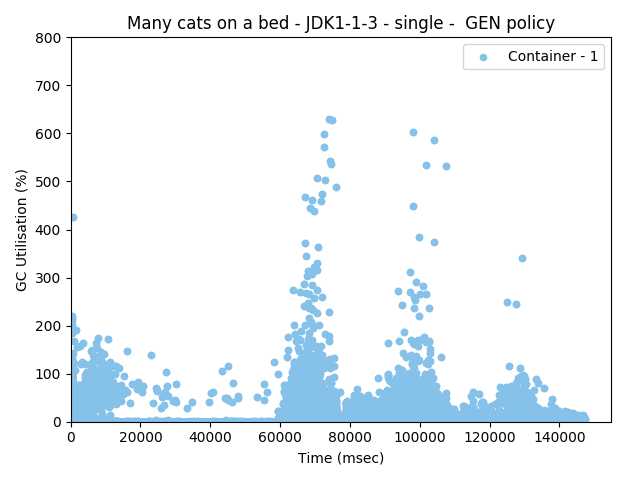 Many cats on a bed - JDK1-1-3 - single -  GEN policy
Container - 1
GC Utilisation (%)
800
700
600
500
400
300
200
100
0
0 20000 40000 60000 80000 100000 120000 140000
Time (msec)